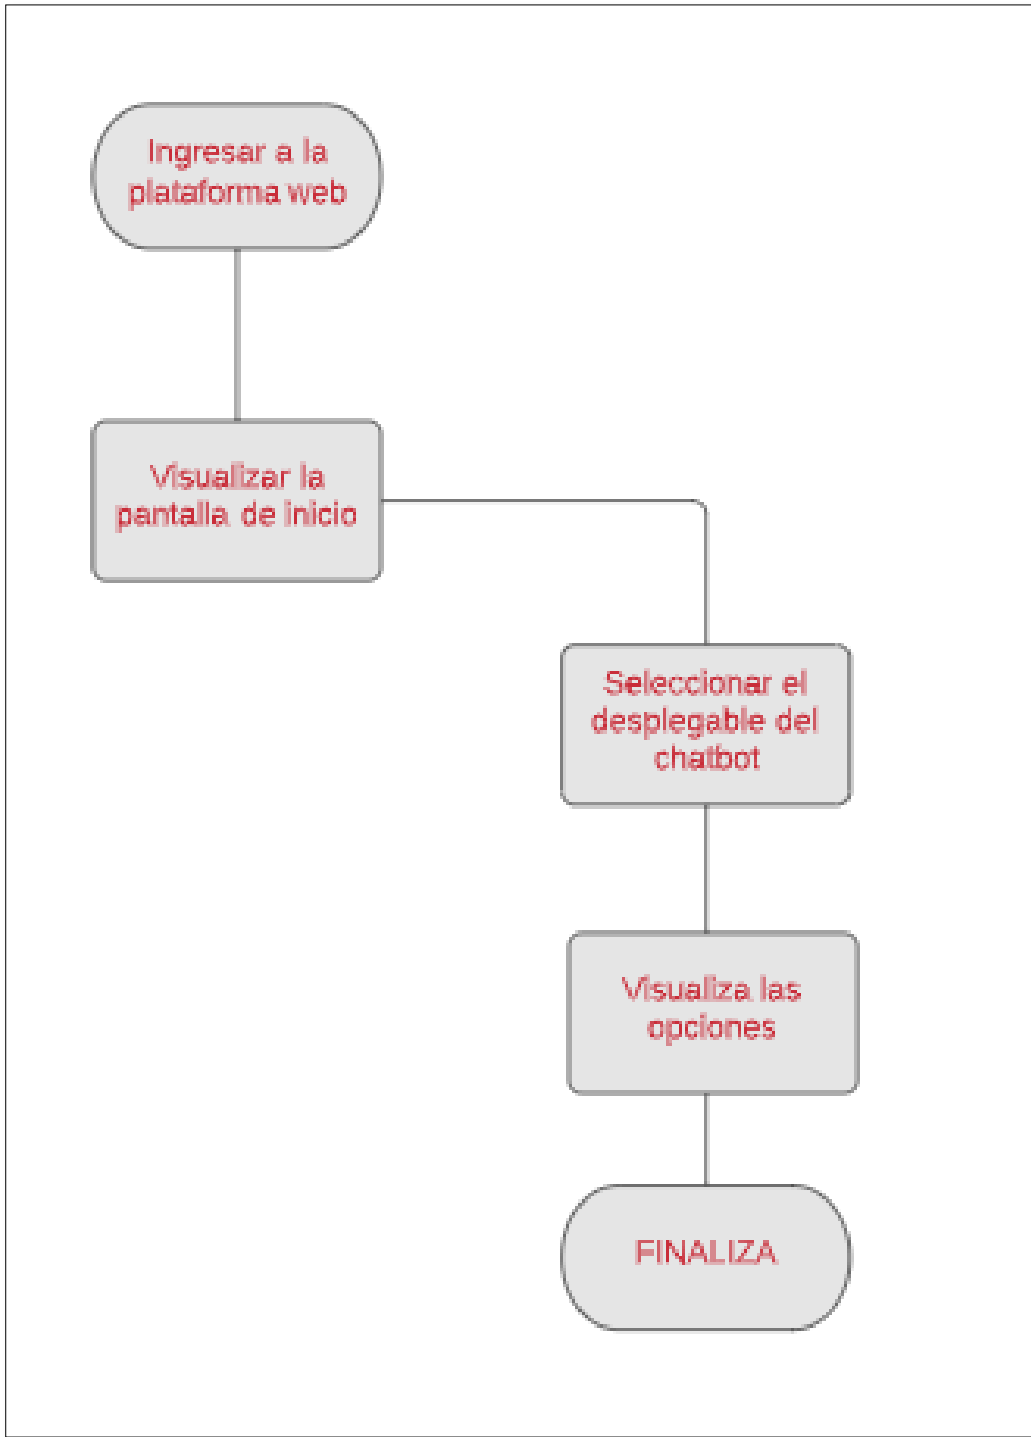 Ingresar a la
plataforma web
Visualizar la
pantalla de inicio
Seleccionar el
desplegable del
chatbot
Visualiza las
opciones
FINALIZA